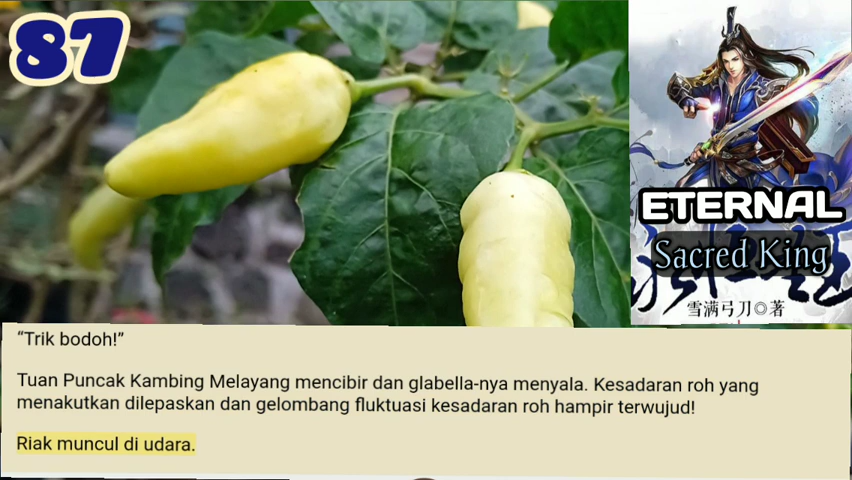 87
ETERNAL
Sacred King
雪满弓刀◎著
“Trik bodoh!”
Tuan Puncak Kambing Melayang mencibir dan glabella-nya menyala. Kesadaran roh yang
menakutkan dilepaskan dan gelombang fluktuasi kesadaran roh hampir terwujud!
Riak muncul di udara.